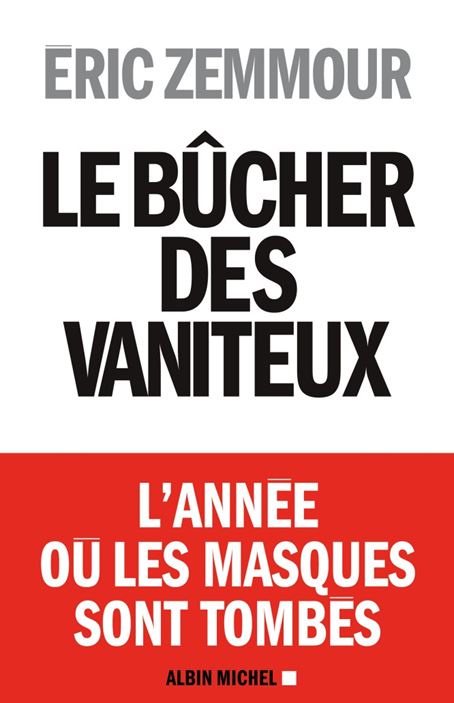 ÉRIC ZEMMOUR
LE BÛCHER
DES
VANITEUX
L'ANNÉE
OÙ LES MASQUES
SONT TOMBÉS
ALBIN MICHEL